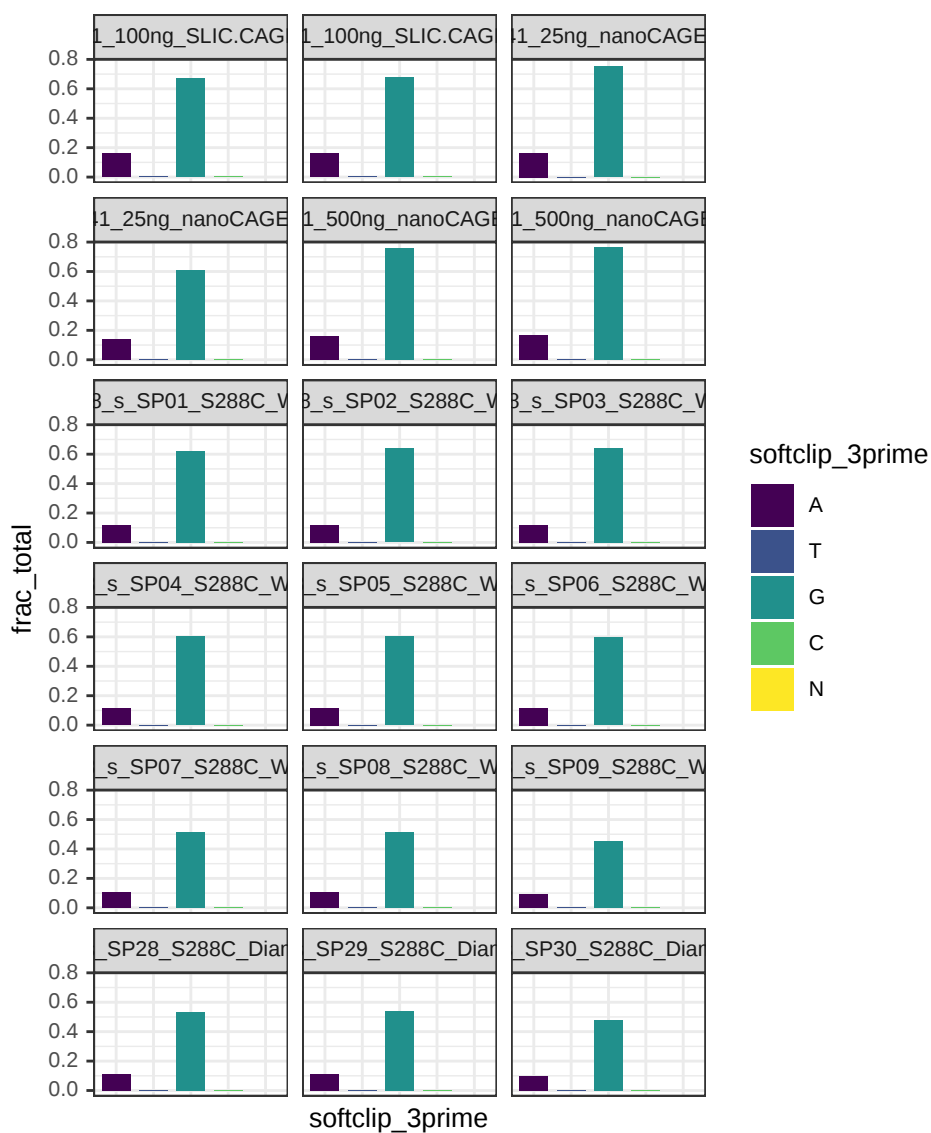 1_100ng_SLIC.CAG
1_100ng_SLIC.CAG
41_25ng_nanoCAGE
0.8
0.6
0.4
0.2
0.0
41_25ng_nanoCAGE
1_500ng_nanoCAGE
1_500ng_nanoCAGE
0.8
0.6
0.4
0.2
0.0
3_s_SP01_S288C_W
3_s_SP02_S288C_W
3_s_SP03_S288C_W
0.8
0.6
0.4
0.2
0.0
_s_SP04_S288C_W
_s_SP05_S288C_W
_s_SP06_S288C_W
0.8
0.6
0.4
0.2
0.0
_s_SP07_S288C_W
_s_SP08_S288C_W
_s_SP09_S288C_W
0.8
0.6
0.4
0.2
0.0
_SP28_S288C_Diam
_SP29_S288C_Diam
_SP30_S288C_Diam
0.8
0.6
0.4
0.2
0.0
frac_total
softclip_3prime
softclip_3prime
A
T
G
C
N